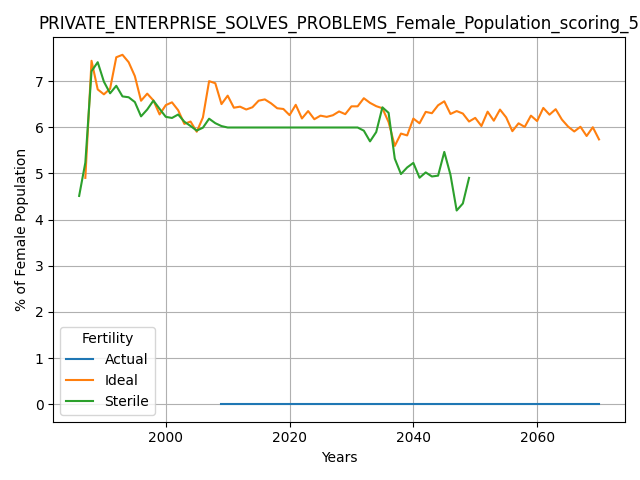 PRIVATE_ENTERPRISE_SOLVES_PROBLEMS_Female_Population_scoring_5
% of Female Population
7
6
5
4
3
2
1
0
Fertility
Actual
Ideal
Sterile
2000 2020 2040 2060
Years